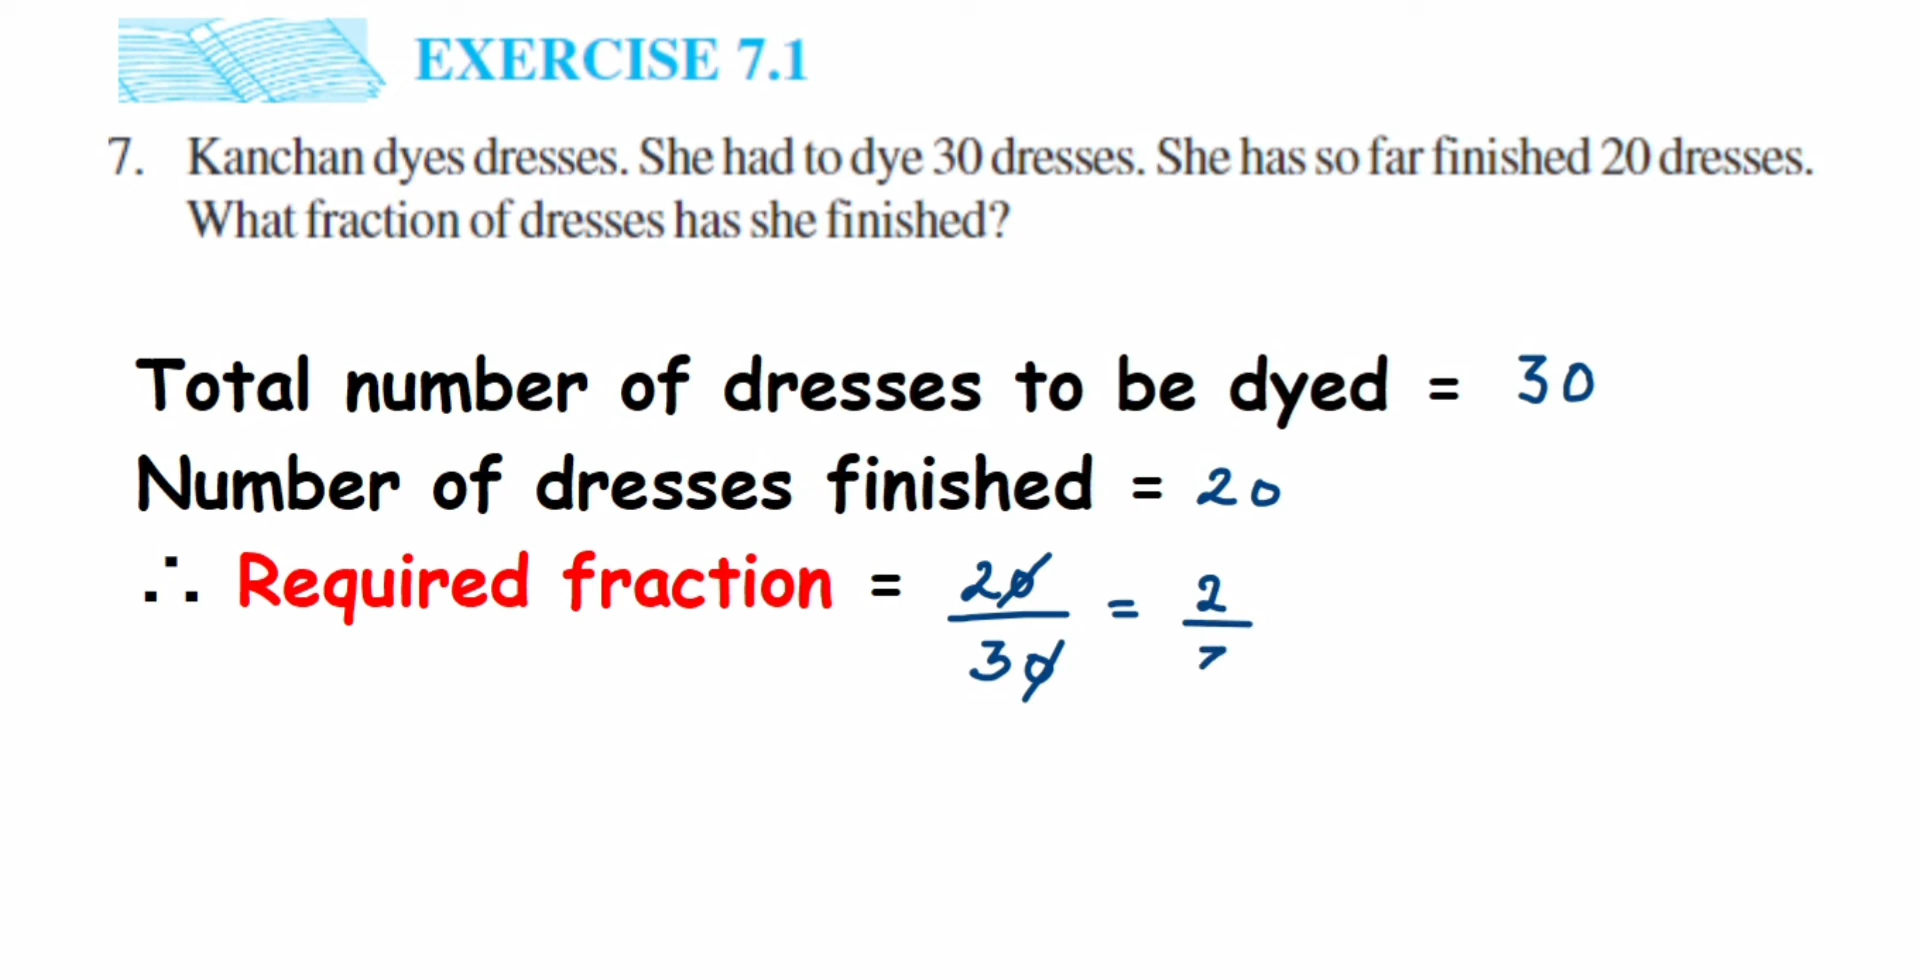 EXERCISE 7.1
7. Kanchan dyes dresses. She had to dye 30 dresses. She has so far finished 20 dresses.
What fraction of dresses has she finished?
Total number of dresses to be dyed = 30
Number of dresses finished = 20
∴ Required fraction = 20/30 = 2/